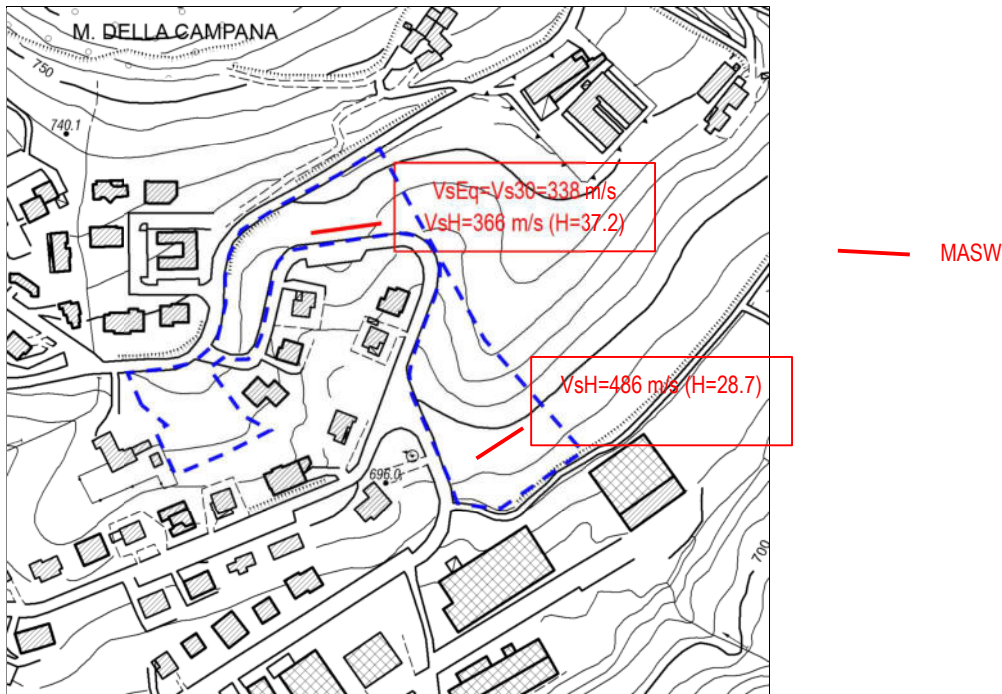 M. DELLA CAMPANA
750
740.1
VsEq=Vs30=338 m/s
VsH=366 m/s (H=37.2)
MASW
VsH=486 m/s (H=28.7)
696.0
700